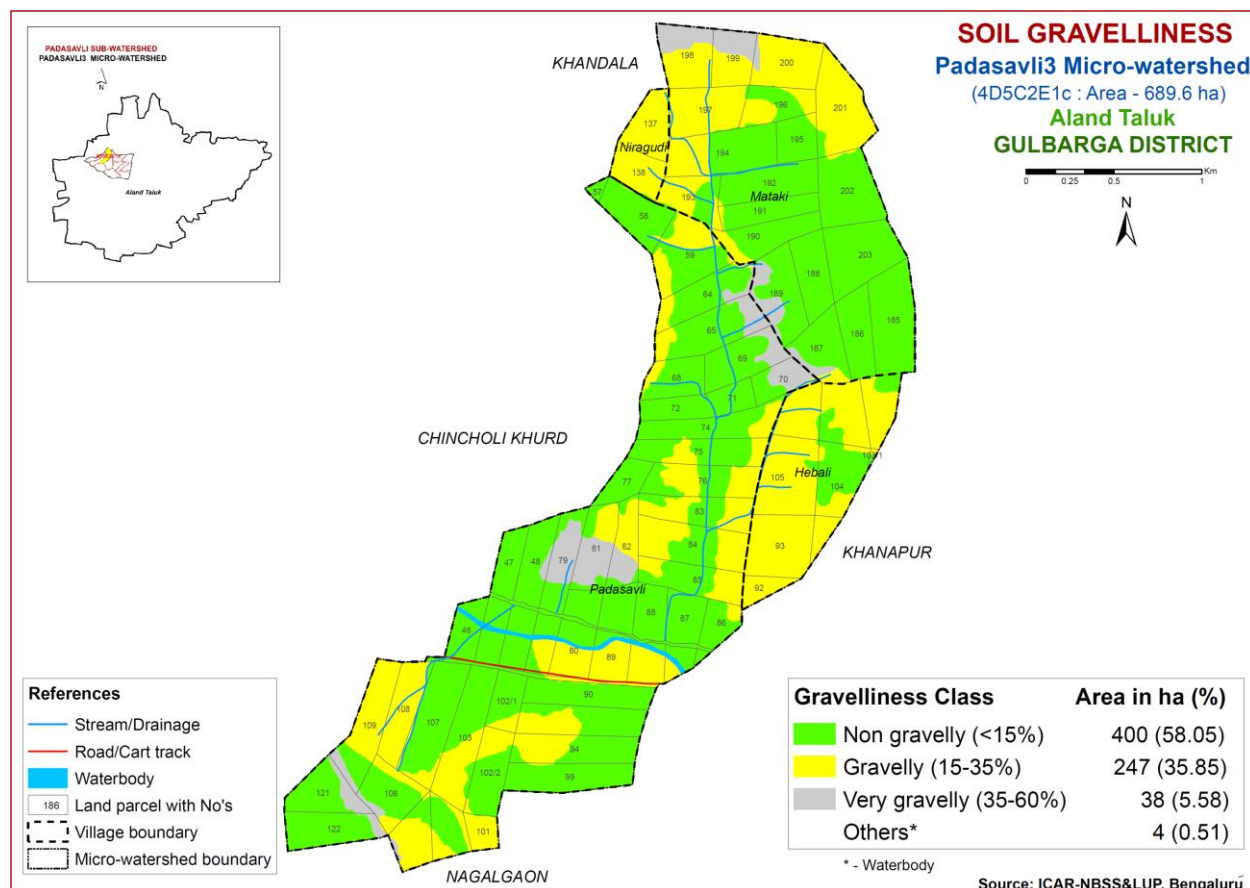 PADASAVLI SUB-WATERSHED
PADASAVLI3 MICRO-WATERSHED
N
Aland Taluk
SOIL GRAVELLINESS
Padasavli3 Micro-watershed
(4D5C2E1c : Area - 689.6 ha)
Aland Taluk
GULBARGA DISTRICT
0 0.25 0.5 1 Km
N
KHANDALA
198 199 200
197 196 201
137
Niragudi
138
194 195
192 202
193 Mataki
191
57
58
190
59 203
188
64 189
65 187 186 185
69
68 70
72 71
CHINCHOLI KHURD
74
75
77 76 105 Hebali
104
83
81 82
93
KHANAPUR
47 48 79 84
85 92
Padasavli
88 87 86
46
80 89
109 108 107 102/1 90
103 94
102/2 99
121 106
122
101
NAGALGAON
References
Stream/Drainage
Road/Cart track
Waterbody
186 Land parcel with No's
Village boundary
Micro-watershed boundary
Gravelliness Class Area in ha (%)
Non gravelly (<15%) 400 (58.05)
Gravelly (15-35%) 247 (35.85)
Very gravelly (35-60%) 38 (5.58)
Others* 4 (0.51)
* - Waterbody
Source: ICAR-NBSS&LUP, Bengaluru